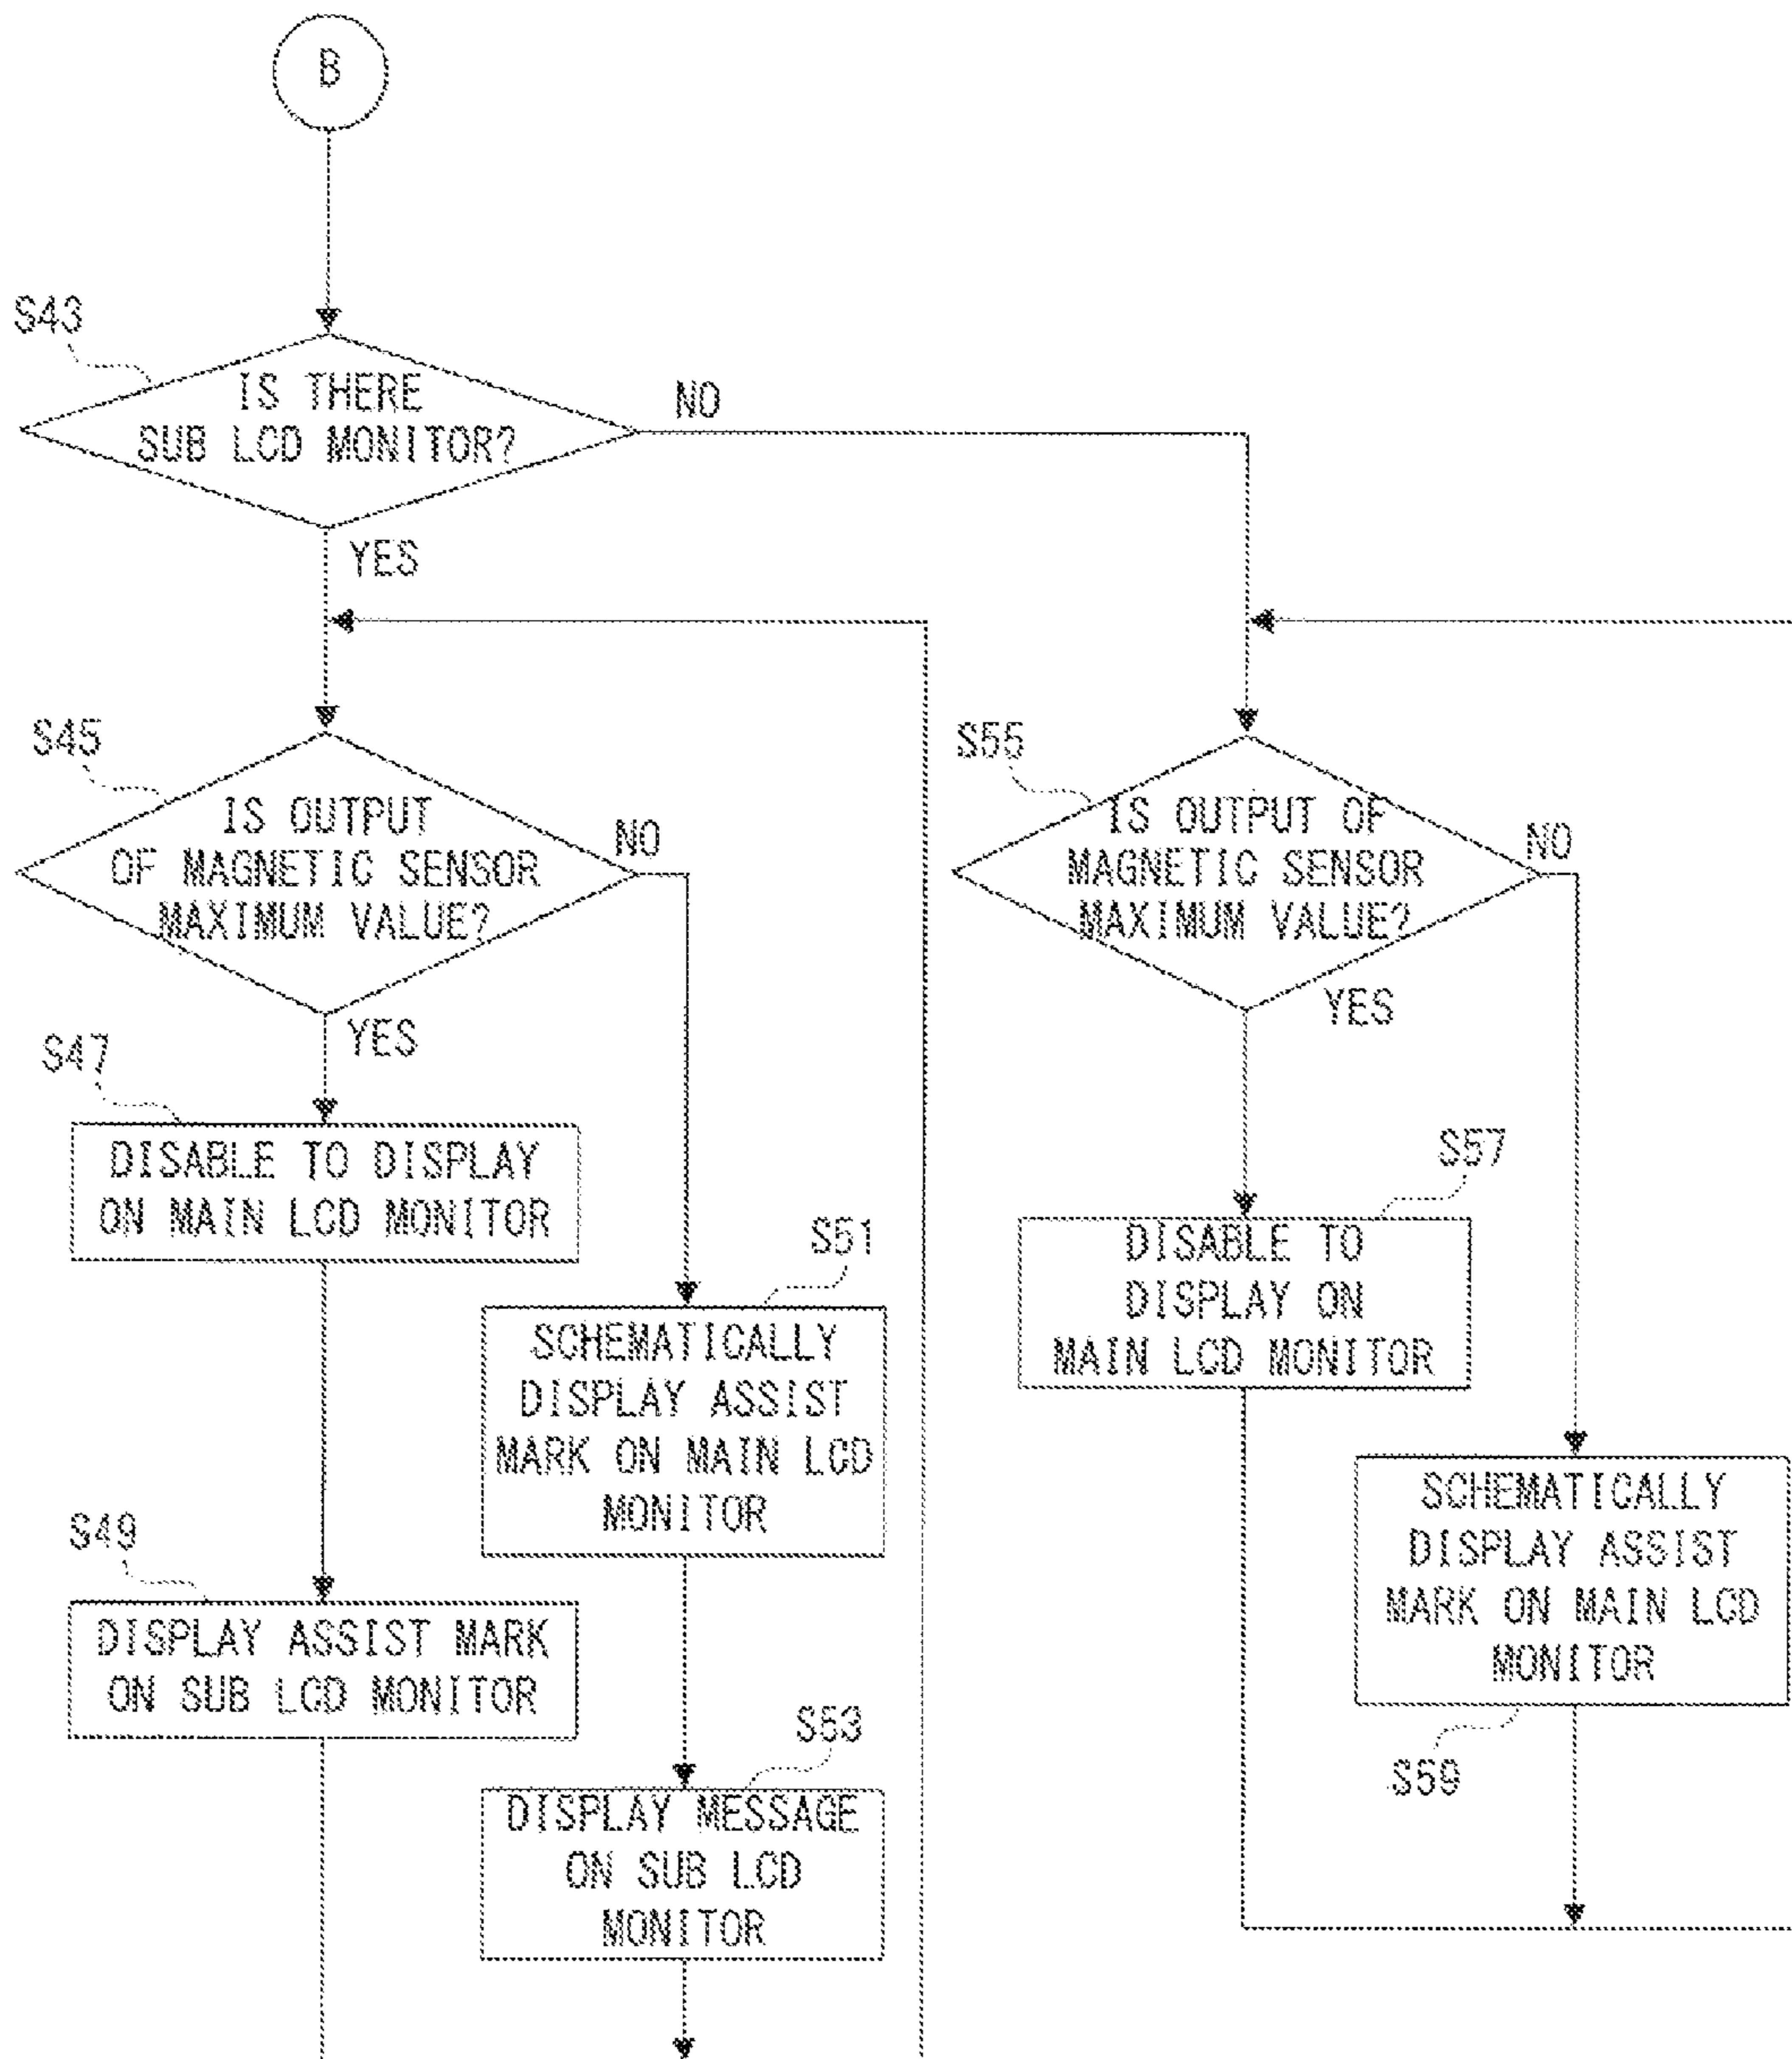 B
S43
IS THERE
SUB LCD MONITOR?
NO
YES
S45
IS OUTPUT
OF MAGNETIC SENSOR
MAXIMUM VALUE?
NO
YES
S47
DISABLE TO DISPLAY
ON MAIN LCD MONITOR
S49
DISPLAY ASSIST MARK
ON SUB LCD MONITOR
S51
SCHEMATICALLY
DISPLAY ASSIST
MARK ON MAIN LCD
MONITOR
S53
DISPLAY MESSAGE
ON SUB LCD
MONITOR
S55
IS OUTPUT OF
MAGNETIC SENSOR
MAXIMUM VALUE?
NO
YES
S57
DISABLE TO
DISPLAY ON
MAIN LCD MONITOR
SCHEMATICALLY
DISPLAY ASSIST
MARK ON MAIN LCD
MONITOR
S59